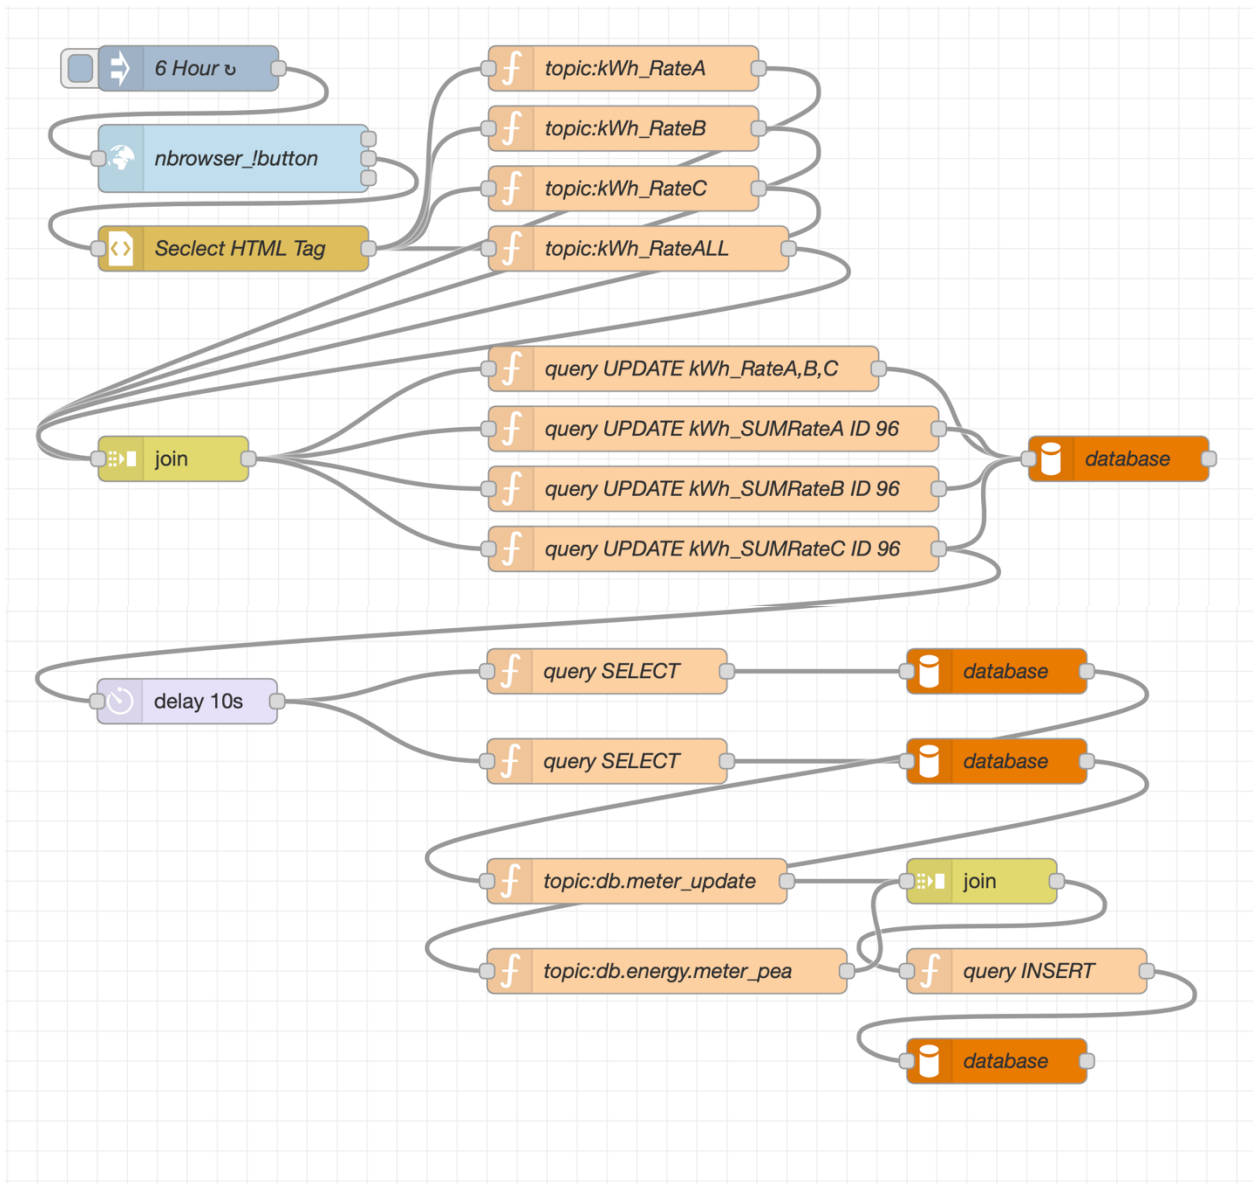 6 Hour ↻
nbrowser_!button
Seclect HTML Tag
topic:kWh_RateA
topic:kWh_RateB
topic:kWh_RateC
topic:kWh_RateALL
join
query UPDATE kWh_RateA,B,C
query UPDATE kWh_SUMRateA ID 96
query UPDATE kWh_SUMRateB ID 96
query UPDATE kWh_SUMRateC ID 96
database
delay 10s
query SELECT
database
query SELECT
database
topic:db.meter_update
join
topic:db.energy.meter_pea
query INSERT
database